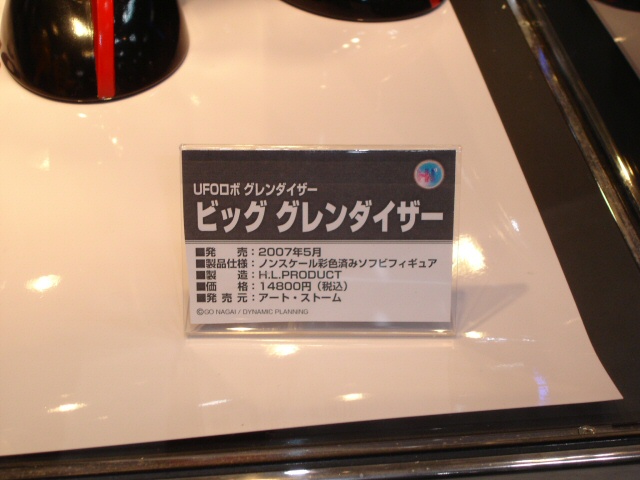 UFOロボ グレンダイザー
ビッグ グレンダイザー
■発　売：2007年5月
■製品仕様：ノンスケール彩色済みソフビフィギュア
■製　造：H.L.PRODUCT
■価　格：14800円（税込）
■発 売 元：アート・ストーム
©GO NAGAI / DYNAMIC PLANNING